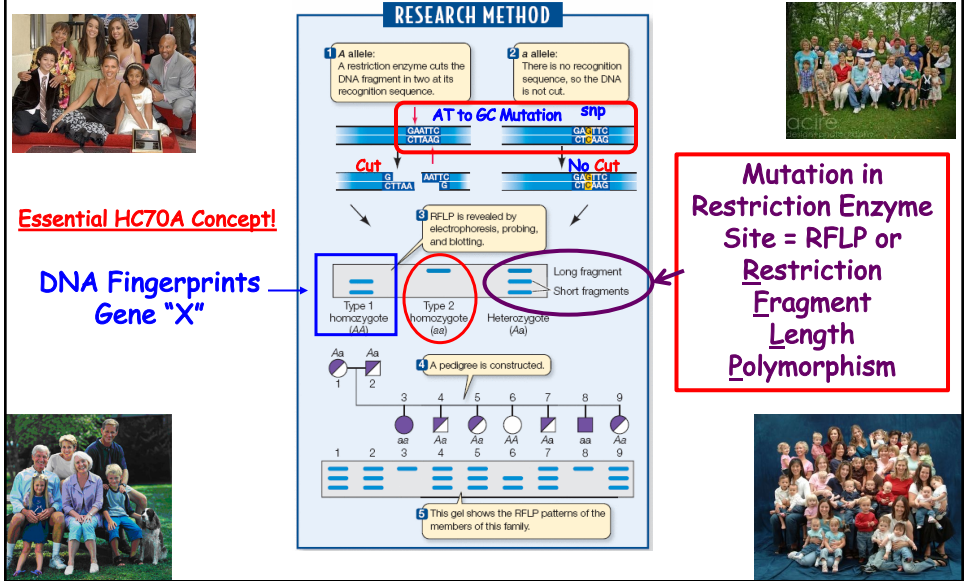 RESEARCH METHOD
1 A allele:
A restriction enzyme cuts the
DNA fragment in two at its
recognition sequence.
2 a allele:
There is no recognition
sequence, so the DNA
is not cut.
AT to GC Mutation
snp
GAATTC
CTTAAG
GAGTTC
CTCAAG
Cut
No Cut
G
CTTAA
AATTC
G
GAGTTC
CTCAAG
3 RFLP is revealed by
electrophoresis, probing,
and blotting.
Long fragment
Short fragments
Type 1
homozygote
(AA)
Type 2
homozygote
(aa)
Heterozygote
(Aa)
Aa Aa
1 2
4 A pedigree is constructed.
3 4 5 6 7 8 9
aa Aa Aa AA Aa aa Aa
1 2 3 4 5 6 7 8 9
5 This gel shows the RFLP patterns of the
members of this family.
Essential HC70A Concept!
DNA Fingerprints
Gene “X”
Mutation in
Restriction Enzyme
Site = RFLP or
Restriction
Fragment
Length
Polymorphism
acire